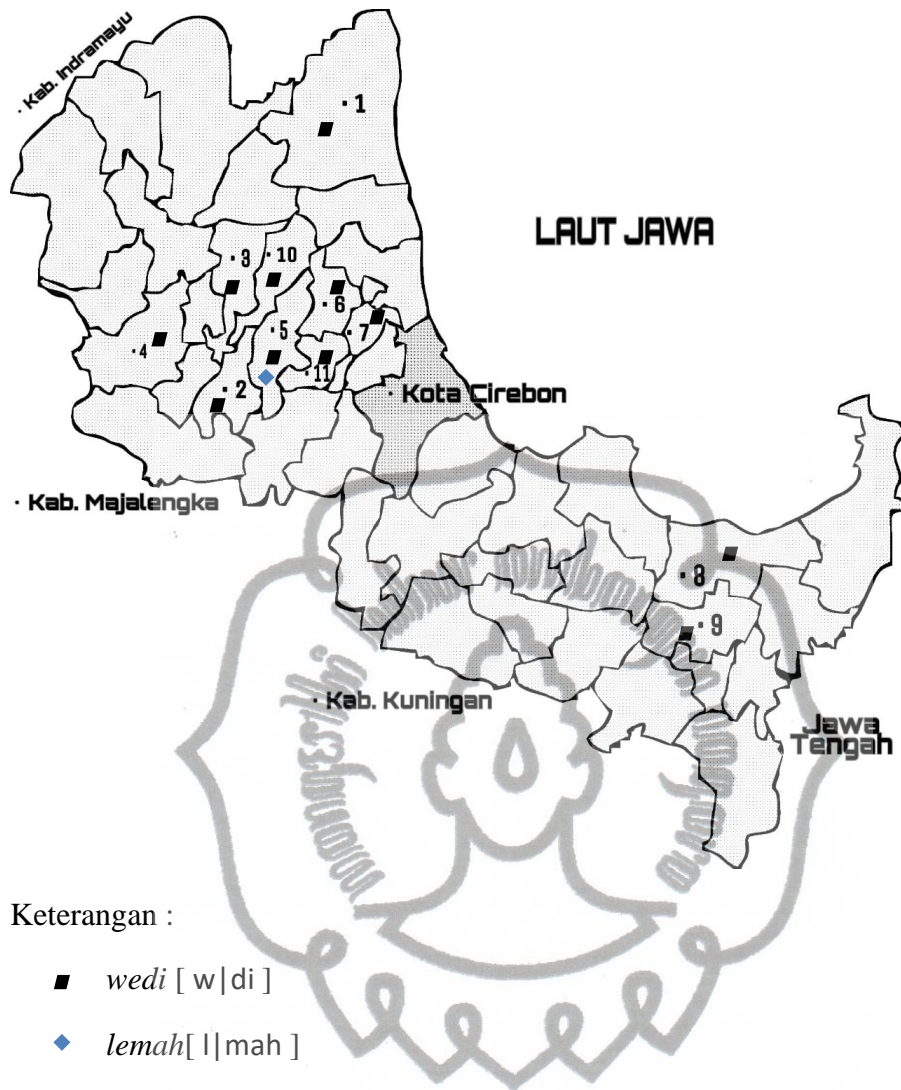 · Kab. Indramayu
· 1
LAUT JAWA
· 3
· 10
· 6
· 5
· 7
· 4
· 11
· 2
· Kota Cirebon
· Kab. Majalengka
· 8
· 9
· Kab. Kuningan
Jawa
Tengah
Keterangan :
wedi [ w|di ]
lemah[ l|mah ]